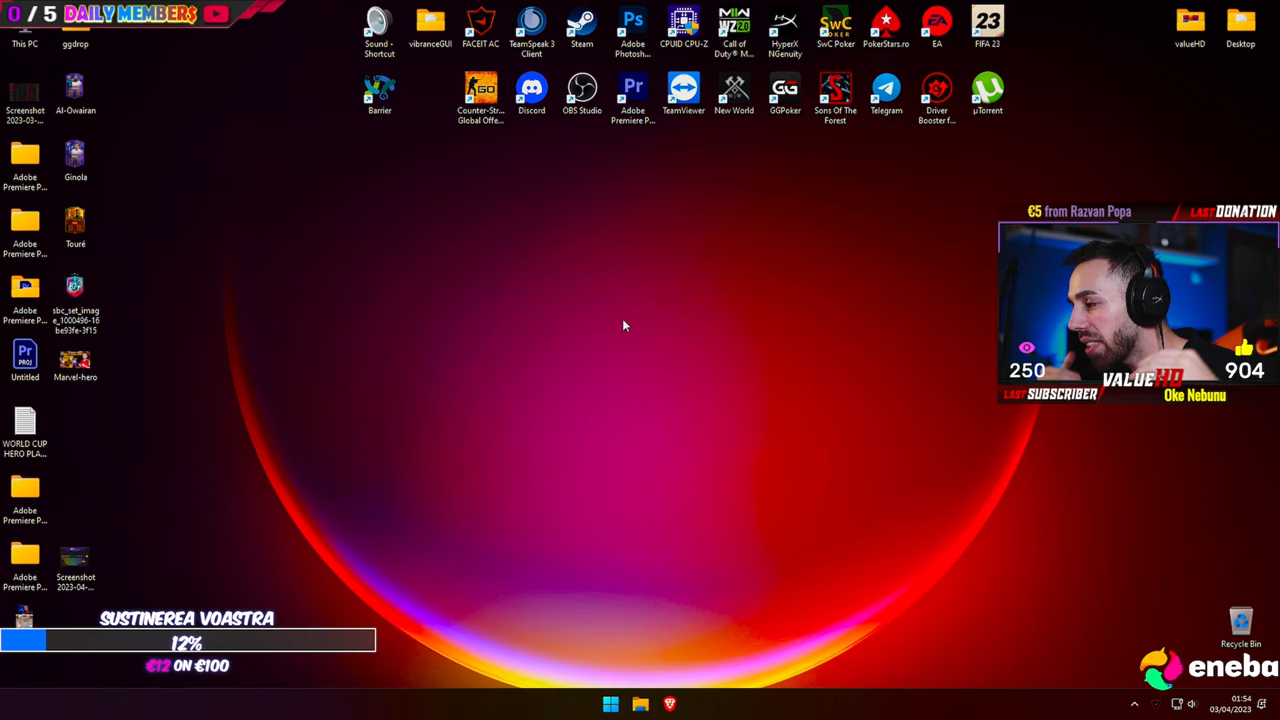 0 / 5 DAILY MEMBER$
This PC
ggdrop
Sound -
Shortcut
vibranceGUI
FACEIT AC
TeamSpeak 3
Client
Steam
Adobe
Photosh...
CPUID CPU-Z
Call of
Duty® M...
HyperX
NGenuity
SwC Poker
PokerStars.ro
EA
FIFA 23
valueHD
Desktop
Screenshot
2023-03-...
Al-Owairan
Barrier
Counter-Str...
Global Offe...
Discord
OBS Studio
Adobe
Premiere P...
TeamViewer
New World
GGPoker
Sons Of The
Forest
Telegram
Driver
Booster f...
µTorrent
Adobe
Premiere P...
Ginola
Adobe
Premiere P...
Touré
Adobe
Premiere P...
sbc_set_imag
e_1000496-16
be93fe-3f15
Untitled
Marvel-hero
WORLD CUP
HERO PLA...
Adobe
Premiere P...
Adobe
Premiere P...
Screenshot
2023-04-...
€5 from Razvan Popa
LAST DONATION
250
VALUEHD
904
LAST SUBSCRIBER
Oke Nebunu
SUSTINEREA VOASTRA
12%
€12 ON €100
Recycle Bin
eneba
01:54
03/04/2023